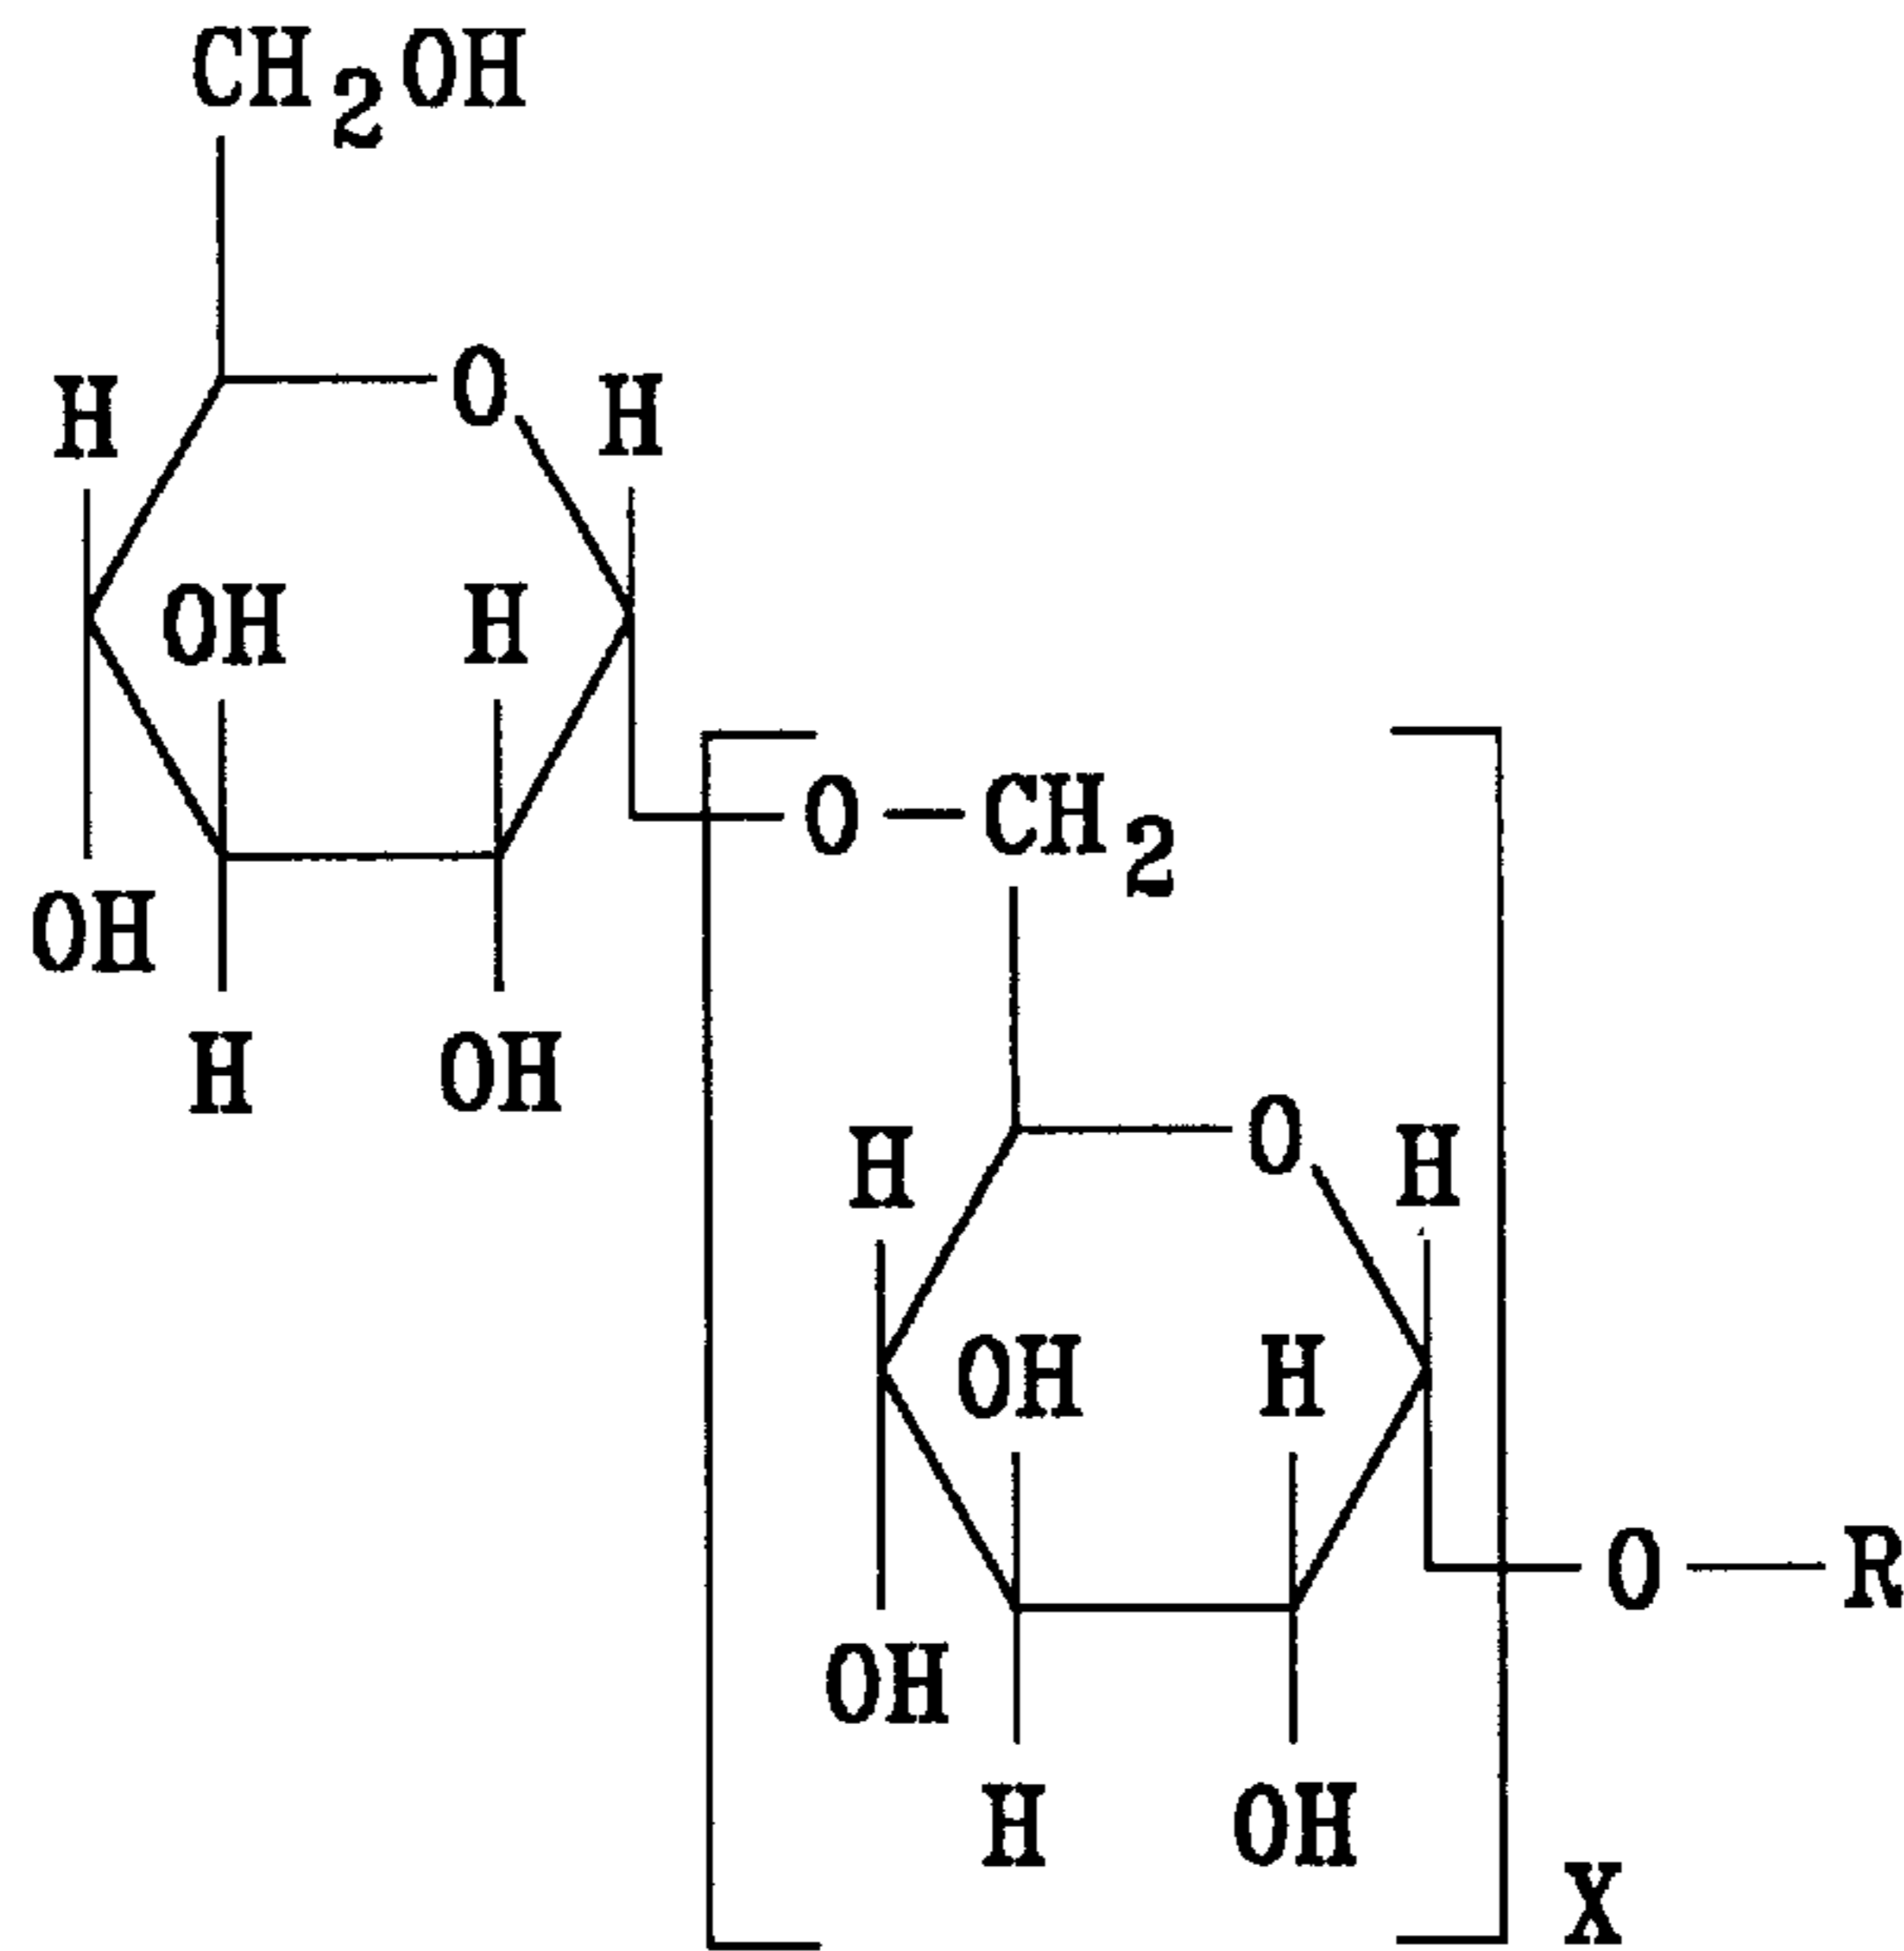 CH2OH
H O H
OH H
O CH2
OH
H OH
H O H
OH H
O R
OH
H OH
X